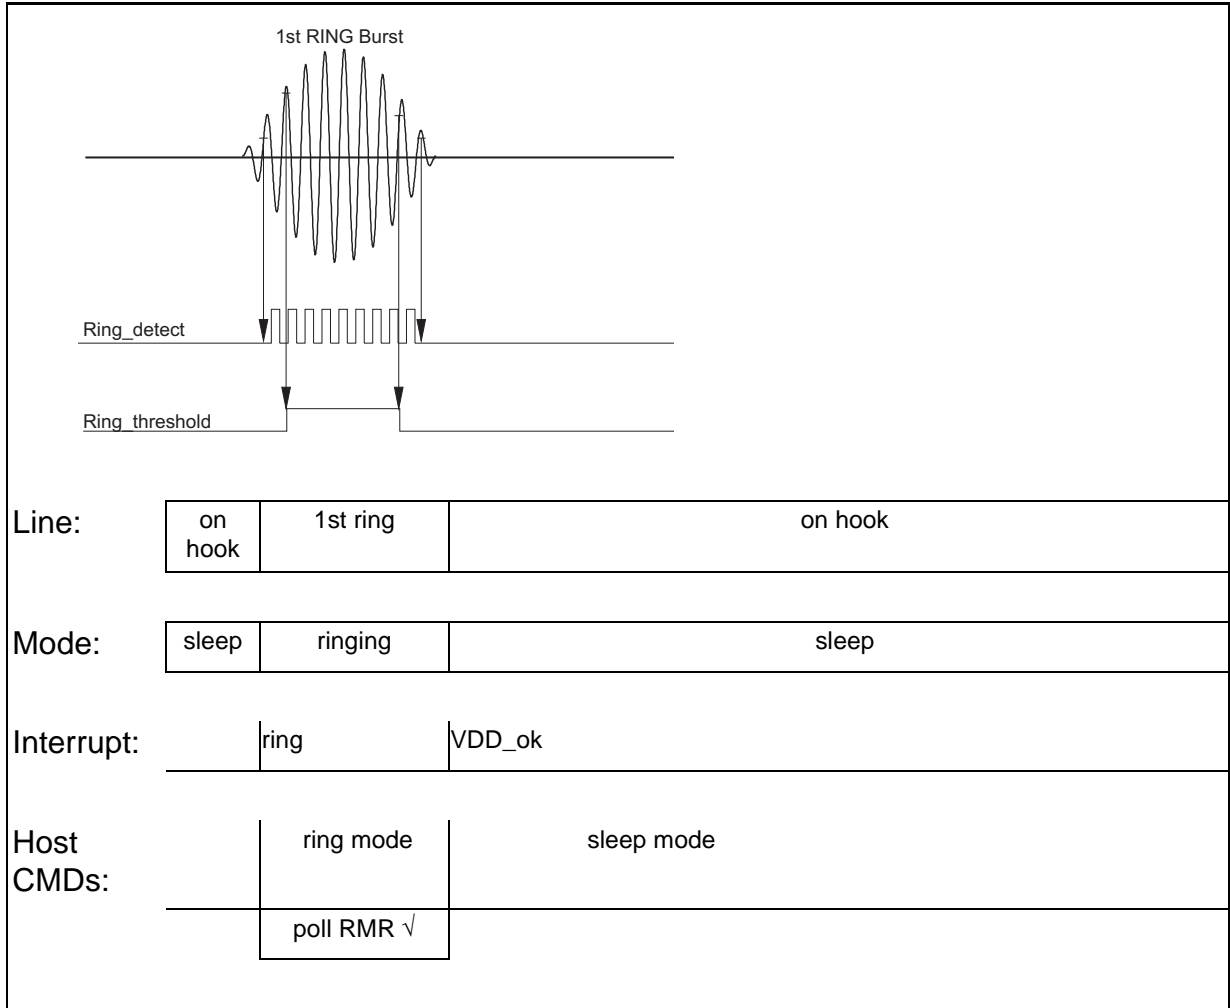 1st RING Burst
Ring_detect
Ring_threshold
Line:
on
hook
1st ring
on hook
Mode:
sleep
ringing
sleep
Interrupt:
ring
VDD_ok
Host
CMDs:
ring mode
sleep mode
poll RMR √